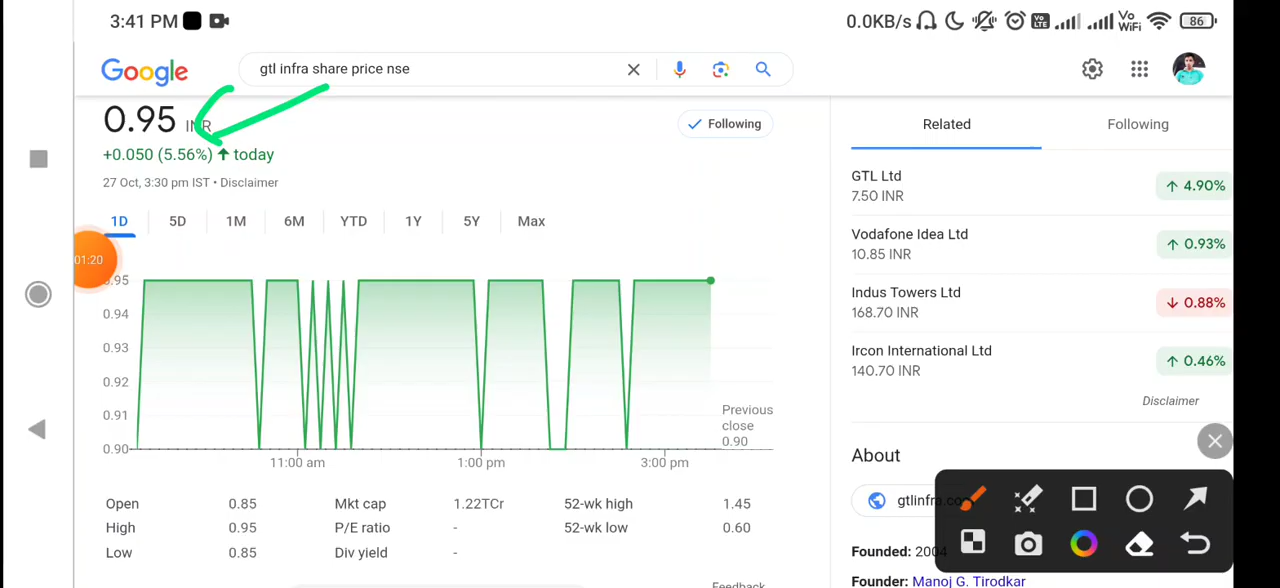 3:41 PM
0.0KB/s
Vo LTE
Vo WiFi
86
Google
gtl infra share price nse
0.95 INR
Following
+0.050 (5.56%) ↑ today
27 Oct, 3:30 pm IST • Disclaimer
1D 5D 1M 6M YTD 1Y 5Y Max
01:20
0.95
0.94
0.93
0.92
0.91
0.90
Previous
close
0.90
11:00 am 1:00 pm 3:00 pm
Open 0.85 Mkt cap 1.22TCr 52-wk high 1.45
High 0.95 P/E ratio - 52-wk low 0.60
Low 0.85 Div yield -
Feedback
Related Following
GTL Ltd
7.50 INR
↑ 4.90%
Vodafone Idea Ltd
10.85 INR
↑ 0.93%
Indus Towers Ltd
168.70 INR
↓ 0.88%
Ircon International Ltd
140.70 INR
↑ 0.46%
Disclaimer
About
gtlinfra.com
Founded: 2004
Founder: Manoj G. Tirodkar